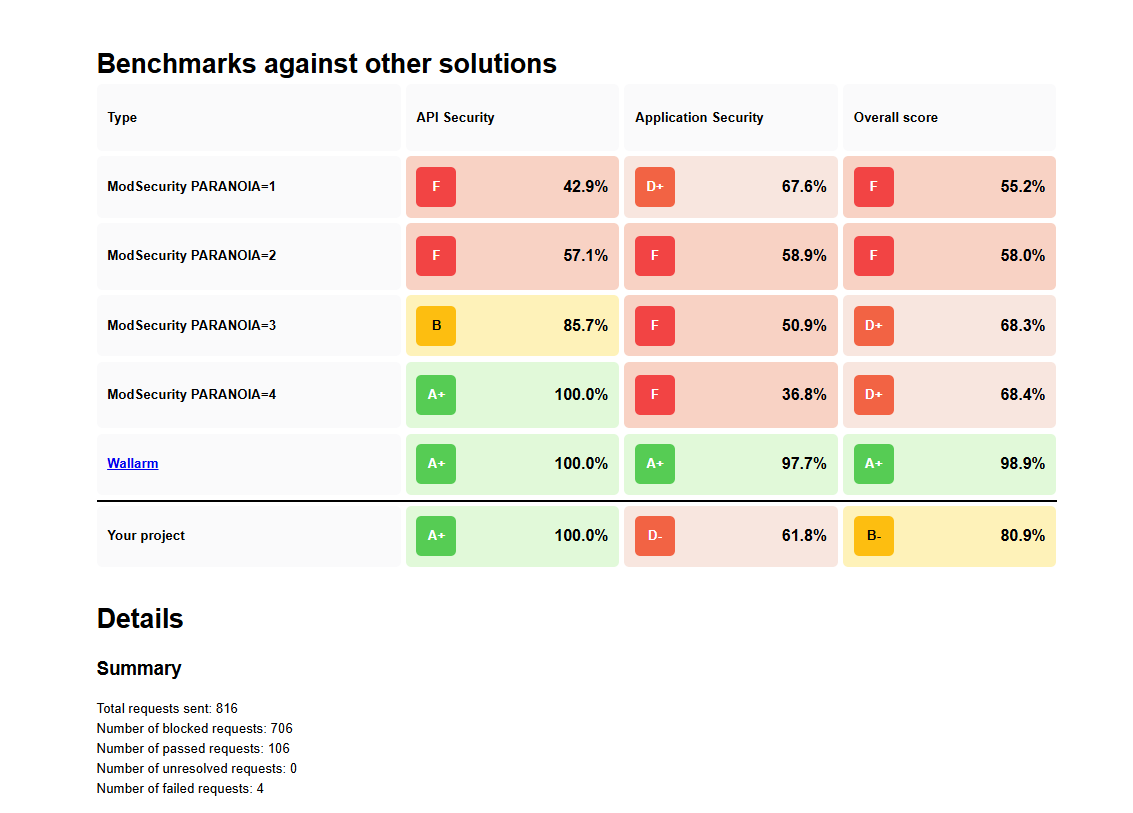 Benchmarks against other solutions
Type API Security Application Security Overall score
ModSecurity PARANOIA=1 F 42.9% D+ 67.6% F 55.2%
ModSecurity PARANOIA=2 F 57.1% F 58.9% F 58.0%
ModSecurity PARANOIA=3 B 85.7% F 50.9% D+ 68.3%
ModSecurity PARANOIA=4 A+ 100.0% F 36.8% D+ 68.4%
Wallarm A+ 100.0% A+ 97.7% A+ 98.9%
Your project A+ 100.0% D- 61.8% B- 80.9%
Details
Summary
Total requests sent: 816
Number of blocked requests: 706
Number of passed requests: 106
Number of unresolved requests: 0
Number of failed requests: 4